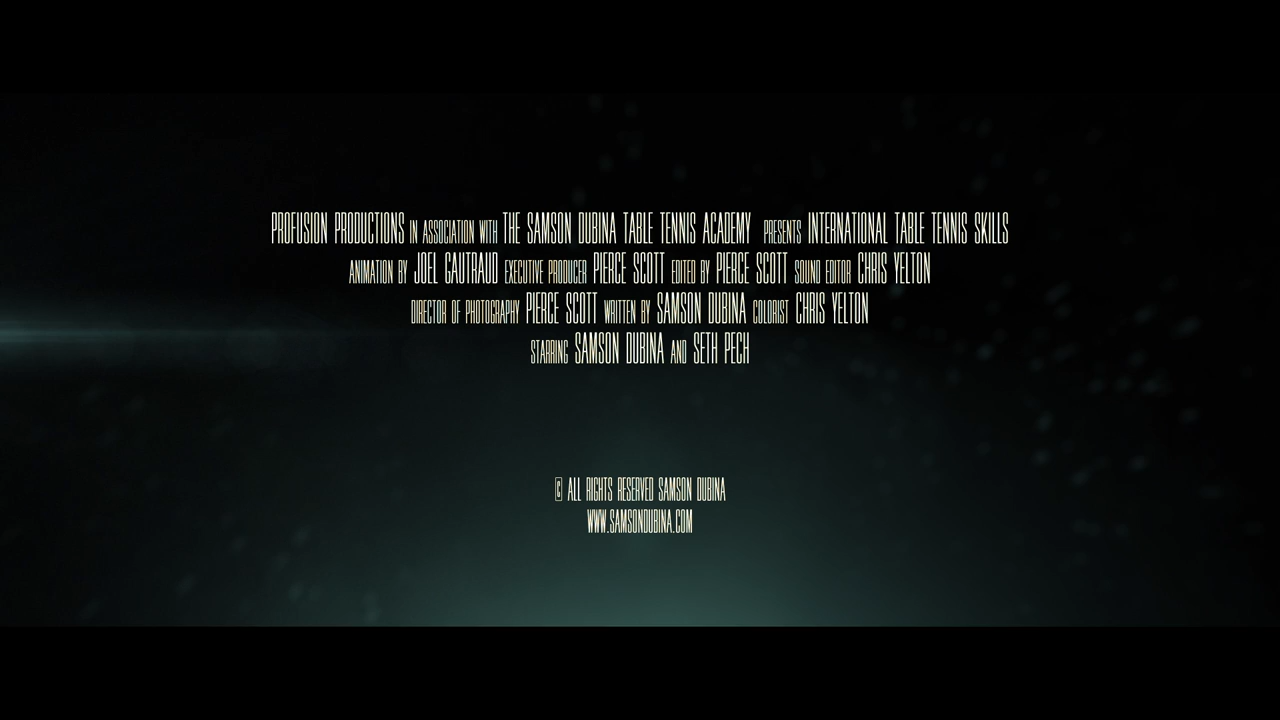 PROFUSION PRODUCTIONS IN ASSOCIATION WITH THE SAMSON DUBINA TABLE TENNIS ACADEMY PRESENTS INTERNATIONAL TABLE TENNIS SKILLS
ANIMATION BY JOEL GAUTRAUD EXECUTIVE PRODUCER PIERCE SCOTT EDITED BY PIERCE SCOTT SOUND EDITOR CHRIS YELTON
DIRECTOR OF PHOTOGRAPHY PIERCE SCOTT WRITTEN BY SAMSON DUBINA COLORIST CHRIS YELTON
STARRING SAMSON DUBINA AND SETH PECH
© ALL RIGHTS RESERVED SAMSON DUBINA
WWW.SAMSONDUBINA.COM